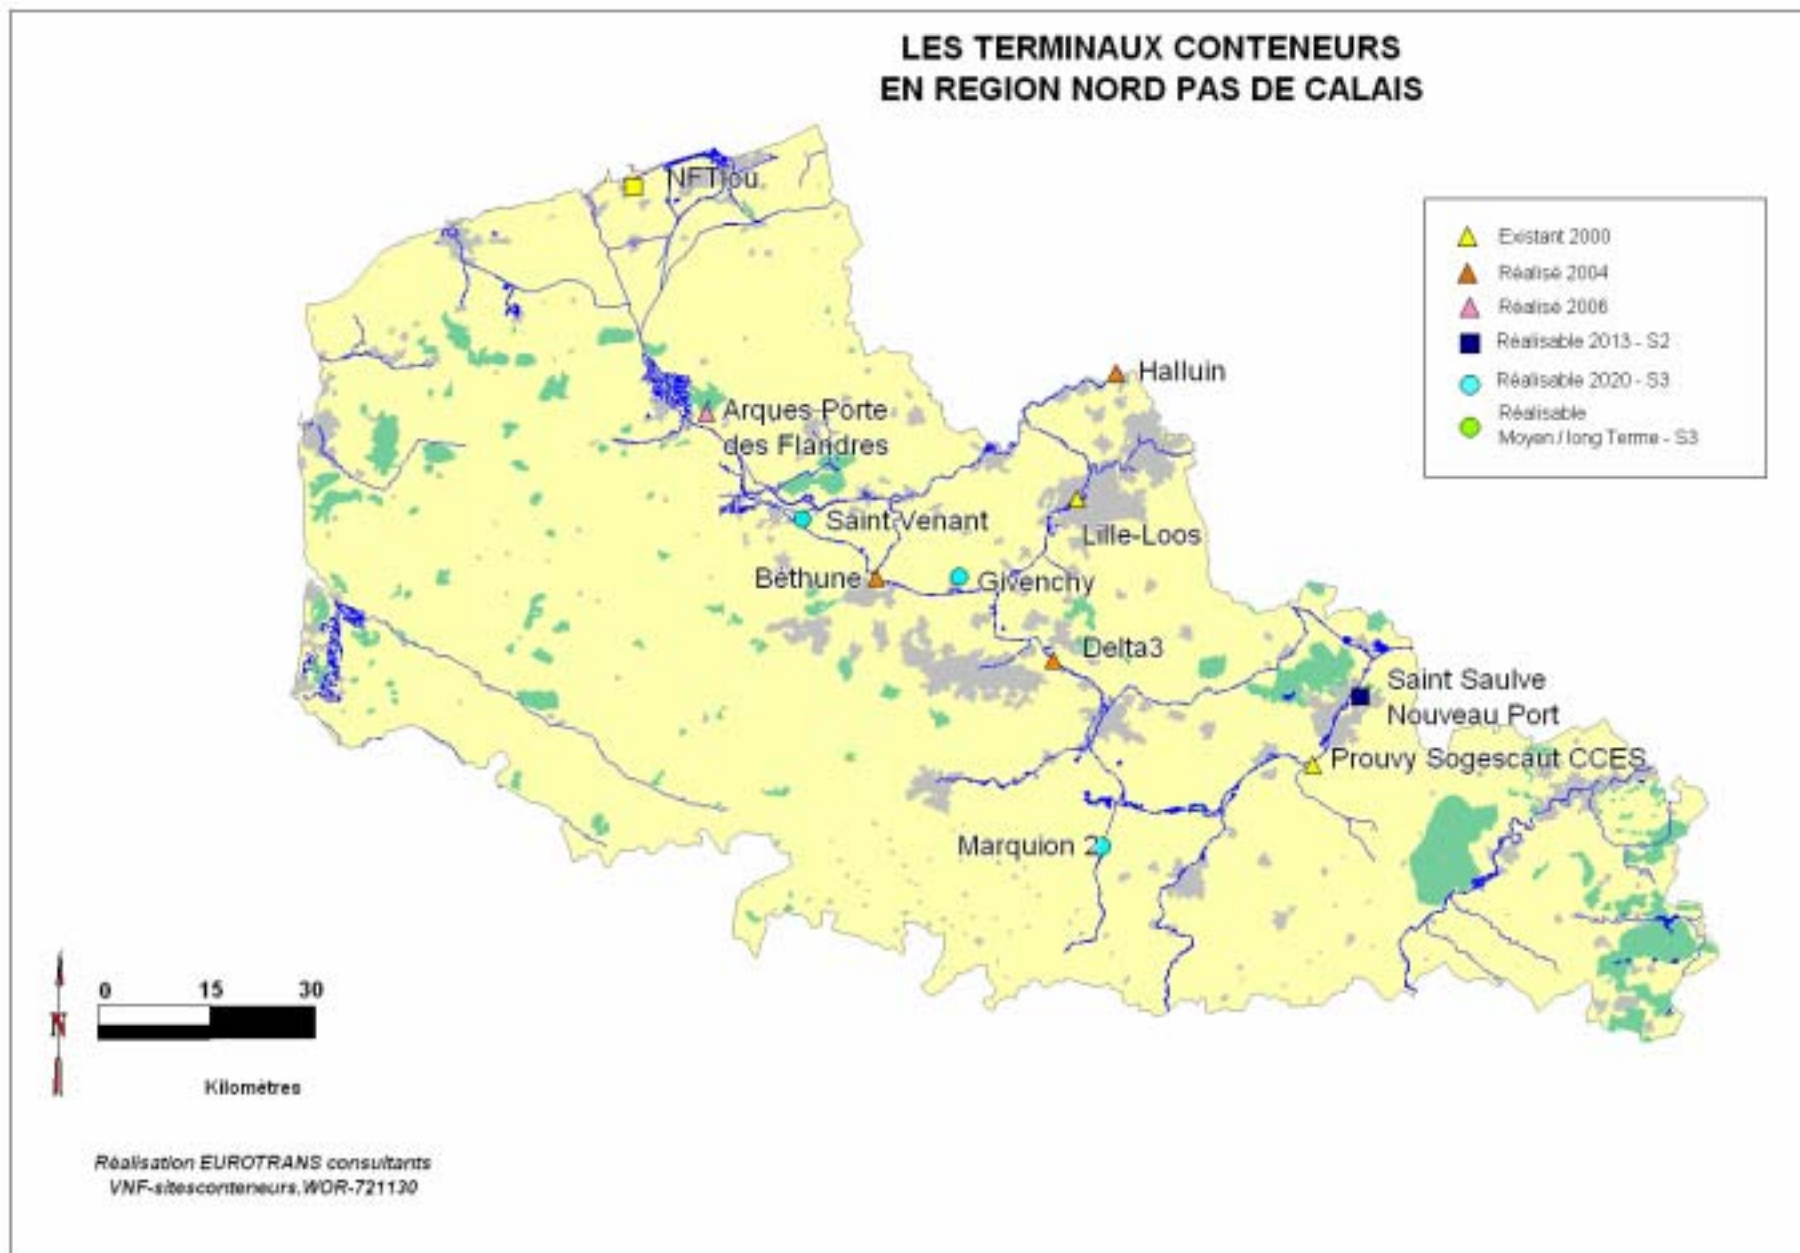 LES TERMINAUX CONTENEURS
EN REGION NORD PAS DE CALAIS
NFTIou
Existant 2000
Réalisé 2004
Réalisé 2006
Réalisable 2013 - S2
Réalisable 2020 - S3
Réalisable
Moyen / long Terme - S3
Halluin
Arques Porte
des Flandres
Saint Venant
Lille-Loos
Béthune
Givenchy
Delta3
Saint Saulve
Nouveau Port
Prouvy Sogescaut CCES
Marquion 2
0 15 30
N
Kilomètres
Réalisation EUROTRANS consultants
VNF-sitesconteneurs.WOR-721130